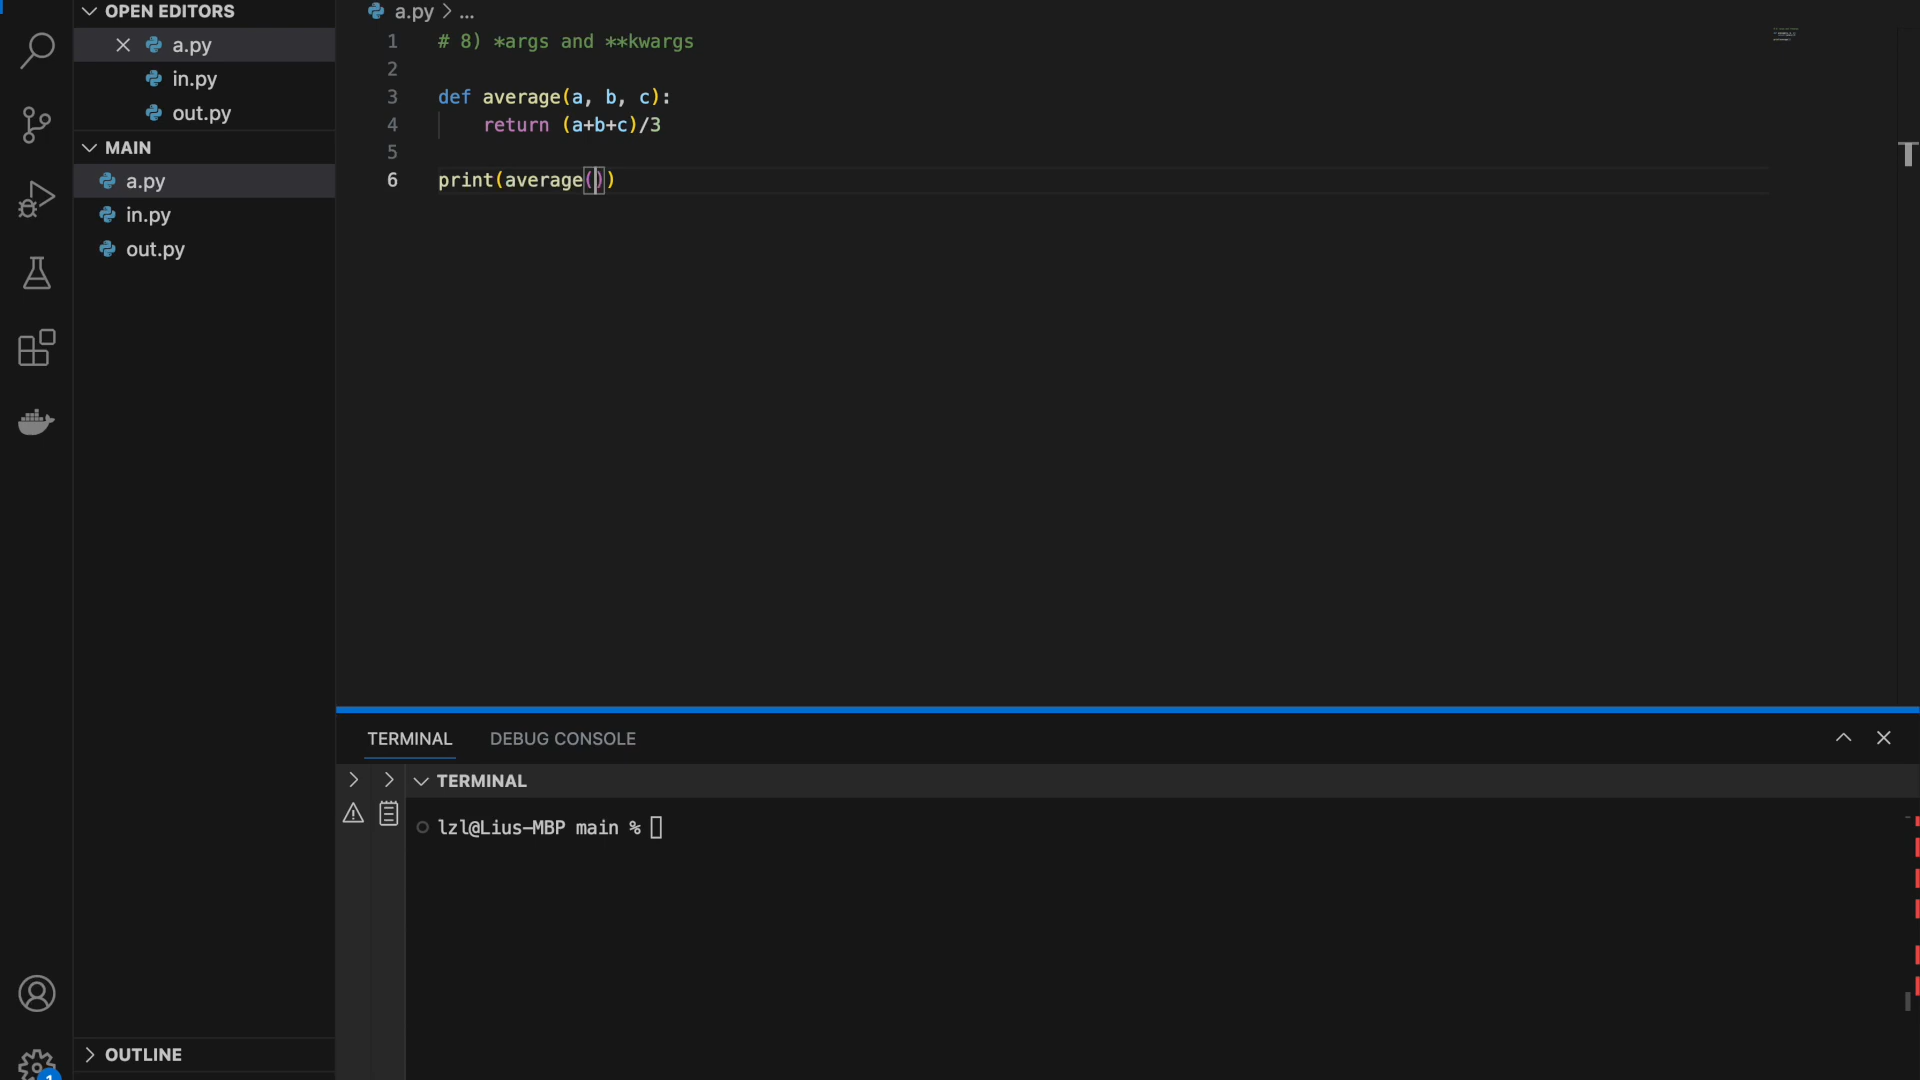 OPEN EDITORS
a.py
in.py
out.py
MAIN
a.py
in.py
out.py
OUTLINE
1
a.py > ...
1 # 8) *args and **kwargs
2
3 def average(a, b, c):
4 return (a+b+c)/3
5
6 print(average())
TERMINAL DEBUG CONSOLE
TERMINAL
lzl@Lius-MBP main %